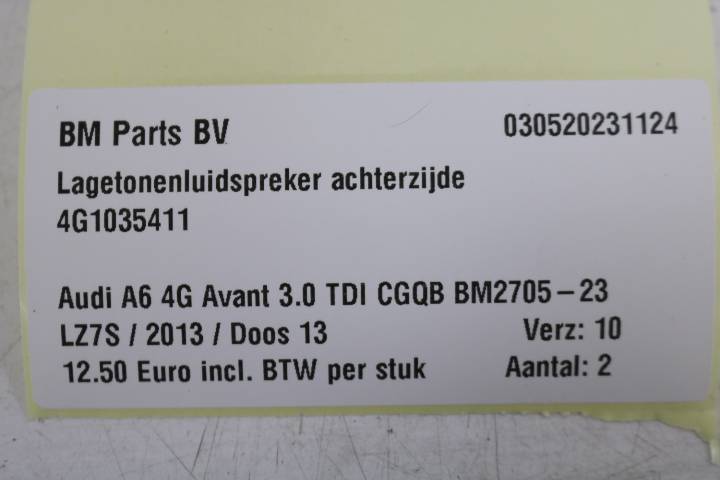 BM Parts BV 030520231124
Lagetonenluidspreker achterzijde
4G1035411
Audi A6 4G Avant 3.0 TDI CGQB BM2705-23
LZ7S / 2013 / Doos 13 Verz: 10
12.50 Euro incl. BTW per stuk Aantal: 2